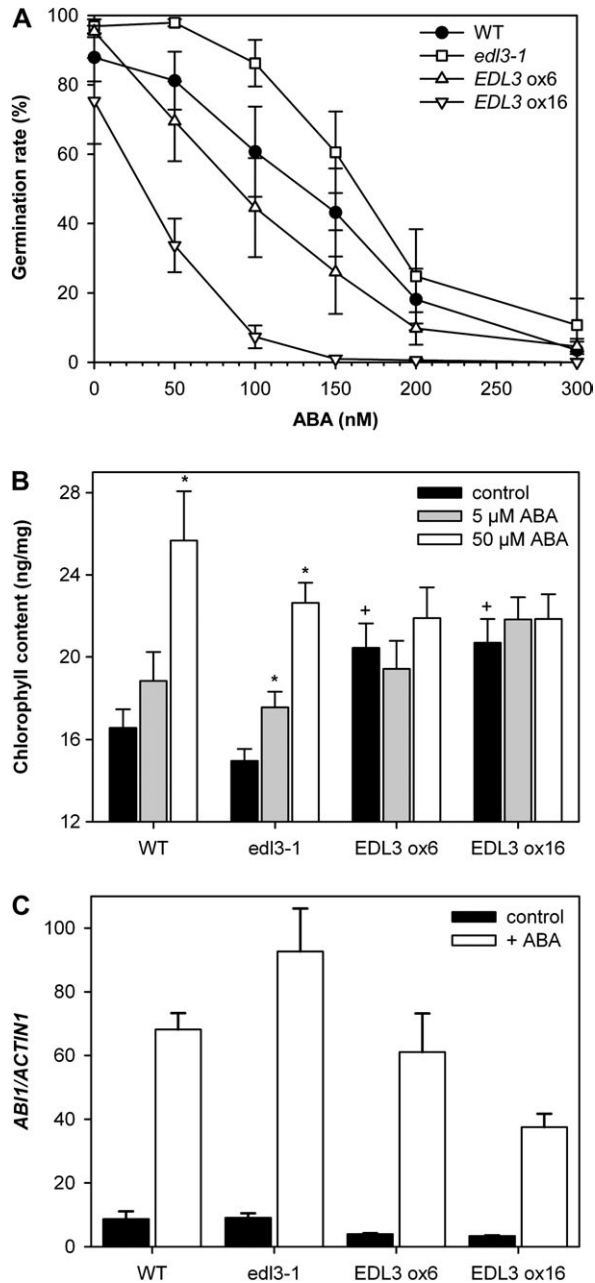 A
100
80
60
40
20
0
Germination rate (%)
WT
edl3-1
EDL3 ox6
EDL3 ox16
0 50 100 150 200 250 300
ABA (nM)
B
28
24
20
16
12
Chlorophyll content (ng/mg)
control
5 µM ABA
50 µM ABA
*
*
*
+
+
WT edl3-1 EDL3 ox6 EDL3 ox16
C
100
80
60
40
20
0
ABI1/ACTIN1
control
+ ABA
WT edl3-1 EDL3 ox6 EDL3 ox16